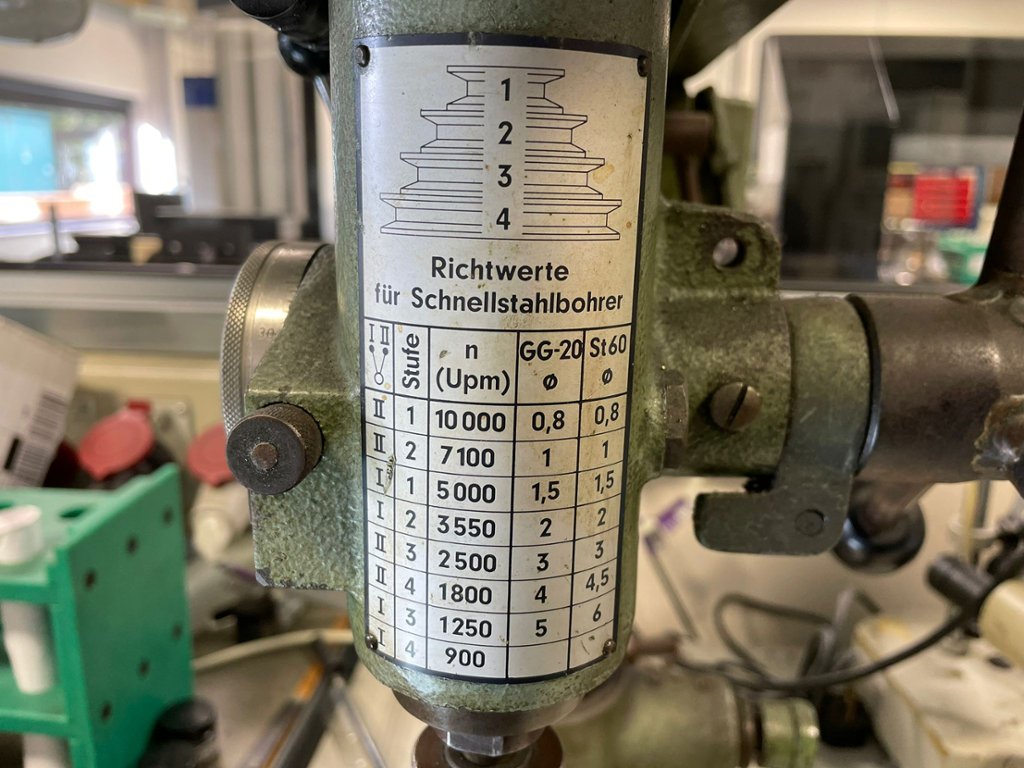 1
2
3
4
Richtwerte
für Schnellstahlbohrer
I II Stufe n (Upm) GG-20 ø St60 ø
II 1 10000 0,8 0,8
II 2 7100 1 1
I 1 5000 1,5 1,5
I 2 3550 2 2
II 3 2500 3 3
II 4 1800 4 4,5
I 3 1250 5 6
I 4 900